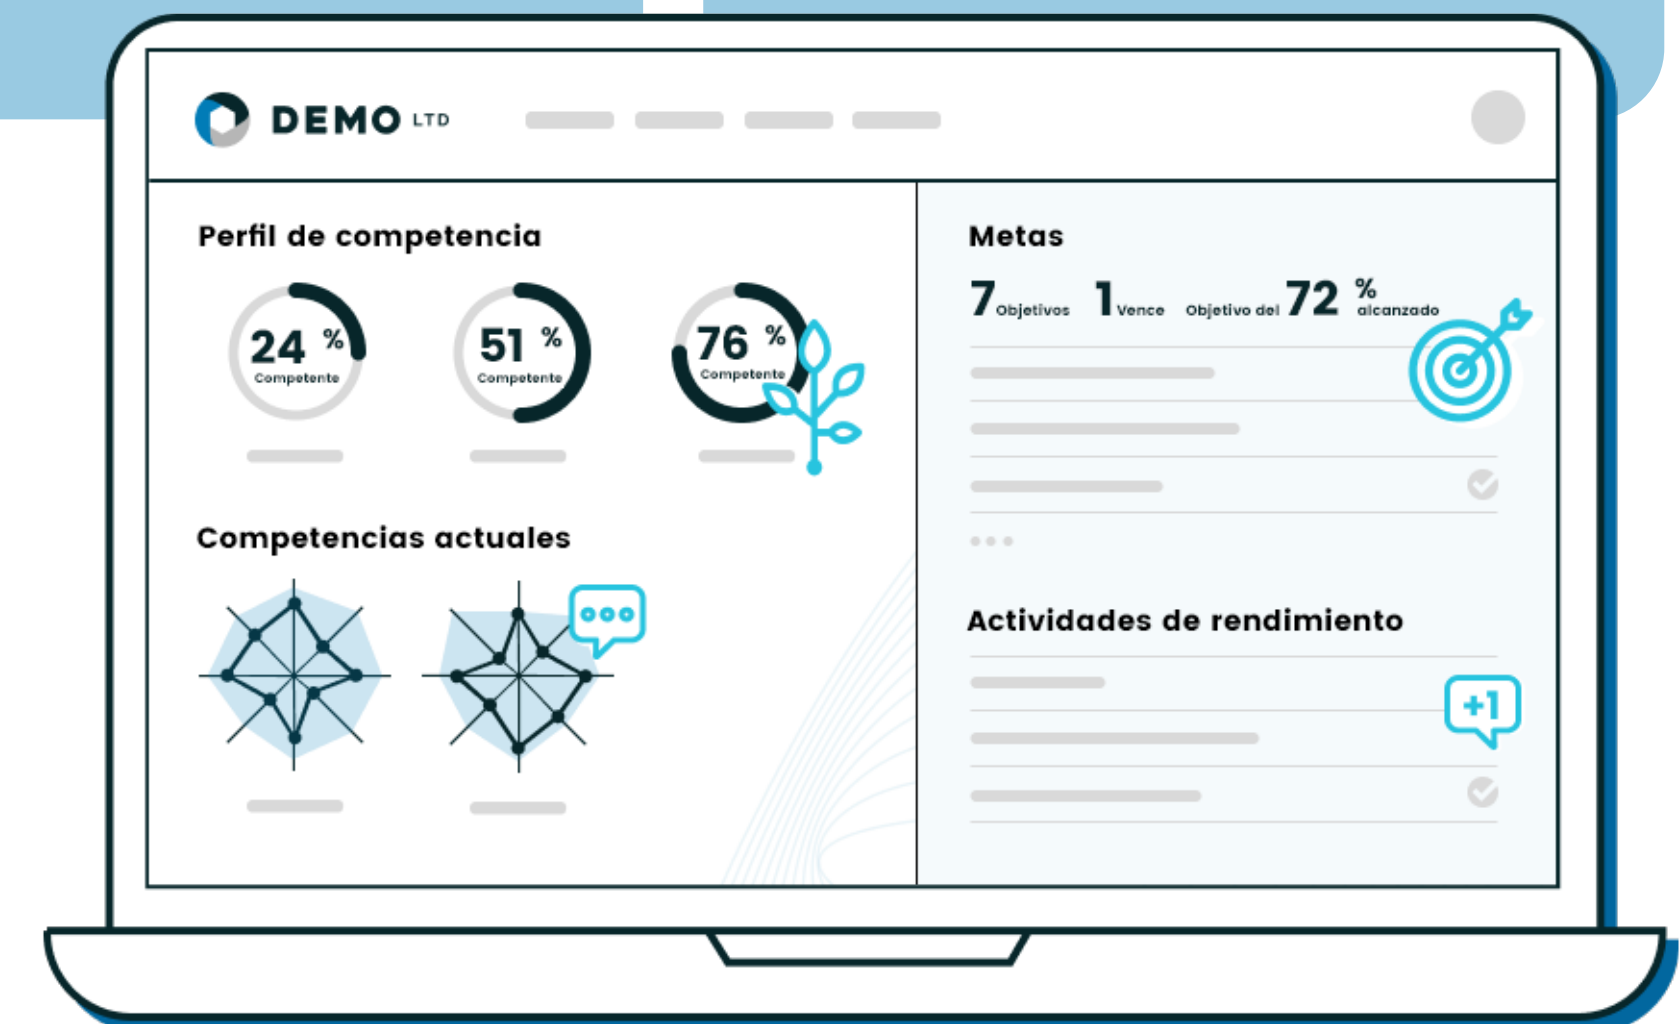 DEMO LTD
Perfil de competencia
24 %
Competente
51 %
Competente
76 %
Competente
Competencias actuales
Metas
7 Objetivos 1 Vence Objetivo del 72 % alcanzado
Actividades de rendimiento
+1